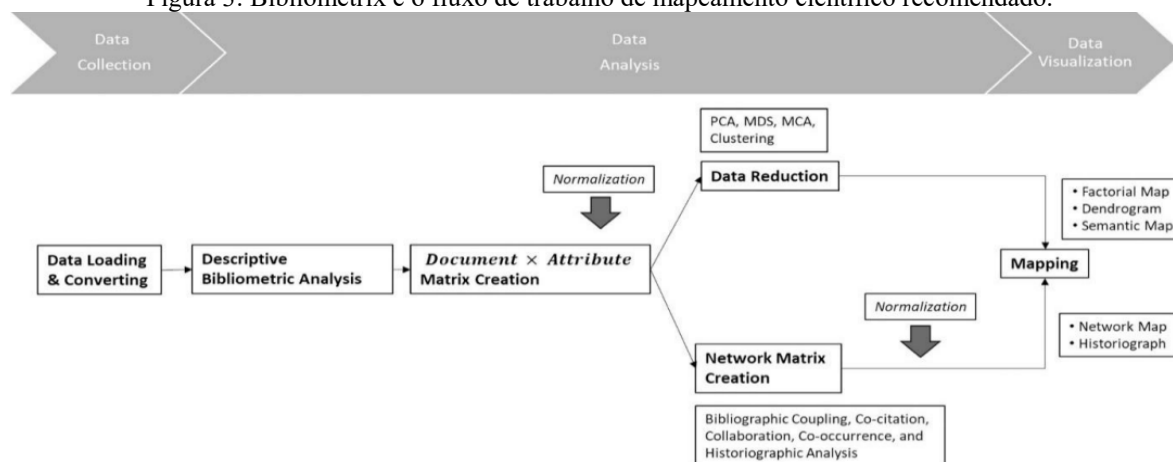 Figura 3: Bibliometrix e o fluxo de trabalho de mapeamento científico recomendado.
Data
Collection
Data
Analysis
Data
Visualization
PCA, MDS, MCA,
Clustering
Normalization
Data Reduction
• Factorial Map
• Dendrogram
• Semantic Map
Data Loading
& Converting
Descriptive
Bibliometric Analysis
Document × Attribute
Matrix Creation
Mapping
Normalization
• Network Map
• Historiograph
Network Matrix
Creation
Bibliographic Coupling, Co-citation,
Collaboration, Co-occurrence, and
Historiographic Analysis